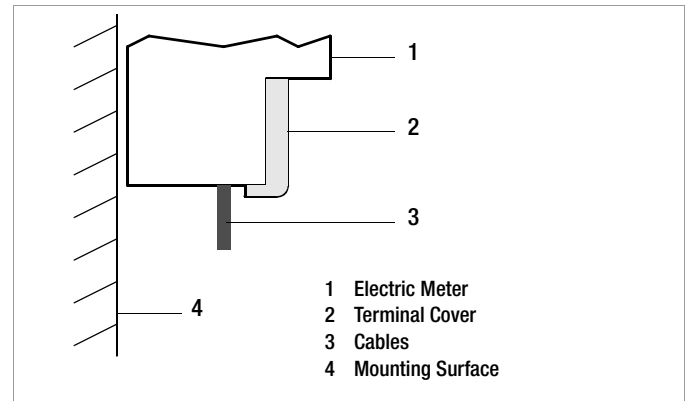 1
2
3
4
1 Electric Meter
2 Terminal Cover
3 Cables
4 Mounting Surface